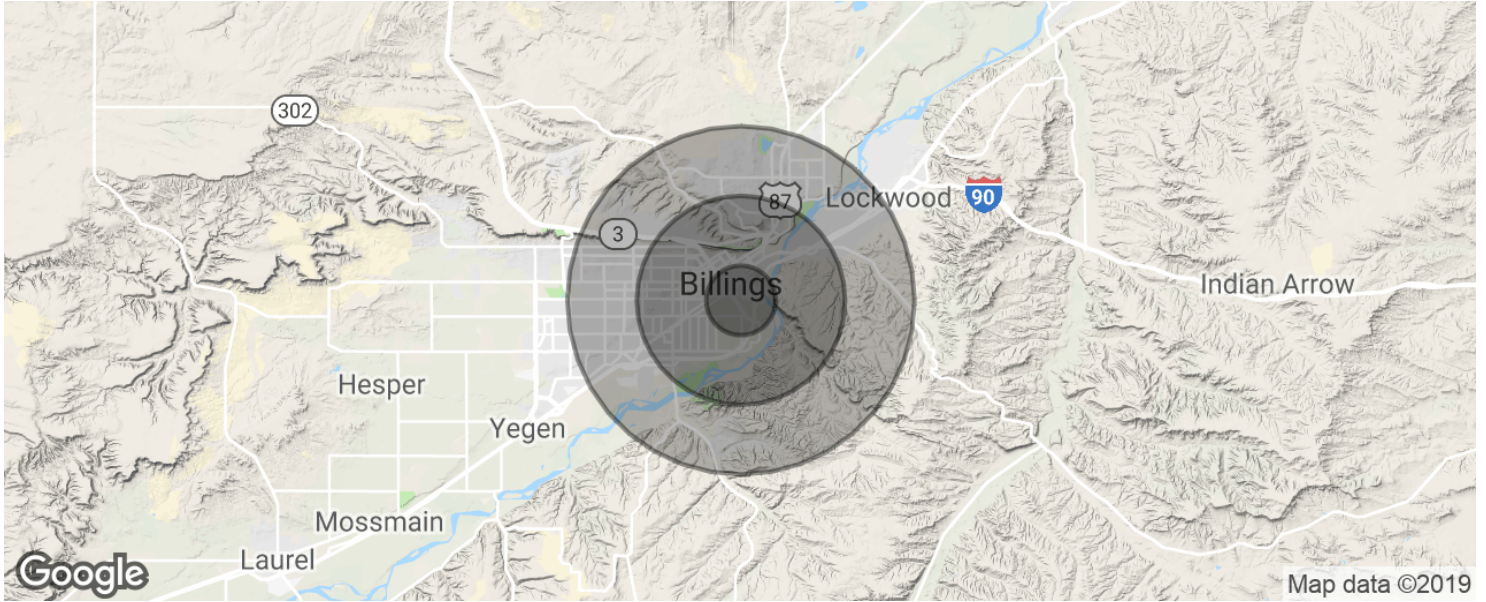 302
87
Lockwood
90
3
Billings
Indian Arrow
Hesper
Yegen
Mossmain
Laurel
Google
Map data ©2019